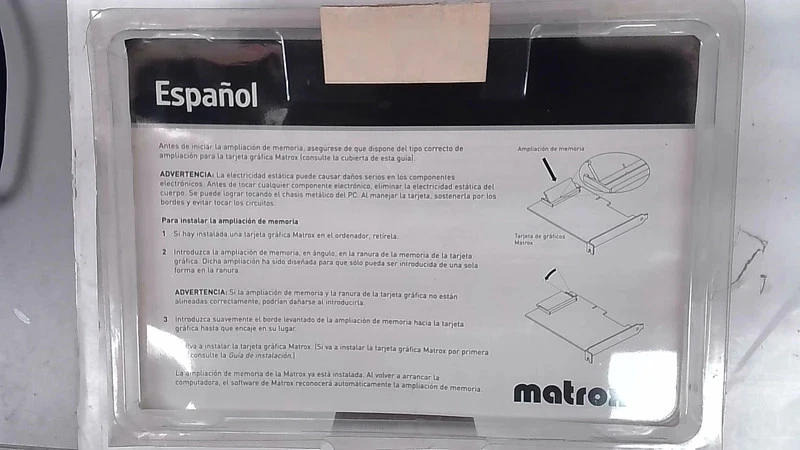 Español
Antes de iniciar la ampliación de memoria, asegúrese de que dispone del tipo correcto de
ampliación para la tarjeta gráfica Matrox (consulte la cubierta de esta guía).
ADVERTENCIA: La electricidad estática puede causar daños serios en los componentes
electrónicos. Antes de tocar cualquier componente electrónico, eliminar la electricidad estática del
cuerpo. Se puede lograr tocando el chasis metálico del PC. Al manejar la tarjeta, sostenerla por los
bordes y evitar tocar los circuitos.
Para instalar la ampliación de memoria
1 Si hay instalada una tarjeta gráfica Matrox en el ordenador, retírela.
2 Introduzca la ampliación de memoria, en ángulo, en la ranura de la memoria de la tarjeta
gráfica. Dicha ampliación ha sido diseñada para que sólo pueda ser introducida de una sola
forma en la ranura.
ADVERTENCIA: Si la ampliación de memoria y la ranura de la tarjeta gráfica no están
alineadas correctamente, podrían dañarse al introducirla.
3 Introduzca suavemente el borde levantado de la ampliación de memoria hacia la tarjeta
gráfica hasta que encaje en su lugar.
a instalar la tarjeta gráfica Matrox. (Si va a instalar la tarjeta gráfica Matrox por primera
consulte la Guía de instalación.)
La ampliación de memoria de la Matrox ya está instalada. Al volver a arrancar la
computadora, el software de Matrox reconocerá automáticamente la ampliación de memoria.
Ampliación de memoria
Tarjeta de gráficos
Matrox
matrox